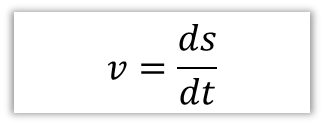 v = ds/dt